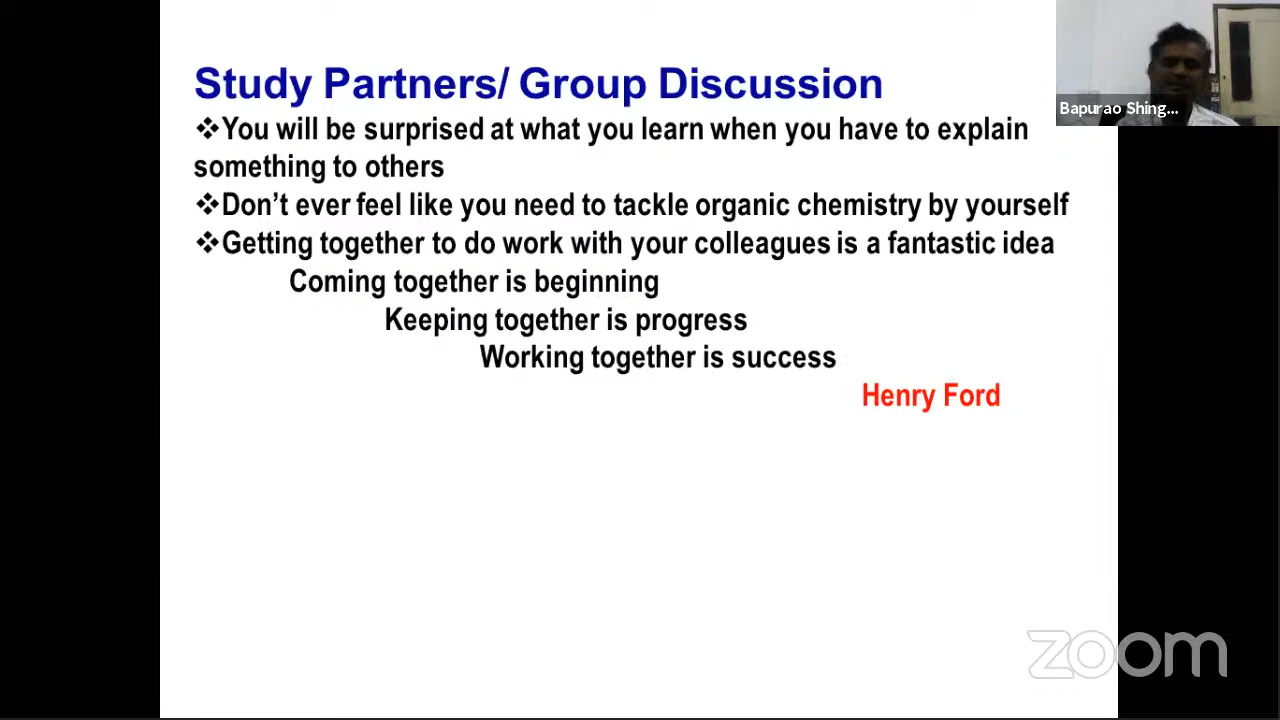 Study Partners/ Group Discussion
❖You will be surprised at what you learn when you have to explain
something to others
❖Don’t ever feel like you need to tackle organic chemistry by yourself
❖Getting together to do work with your colleagues is a fantastic idea
Coming together is beginning
Keeping together is progress
Working together is success
Henry Ford
Bapurao Shing...
zoom